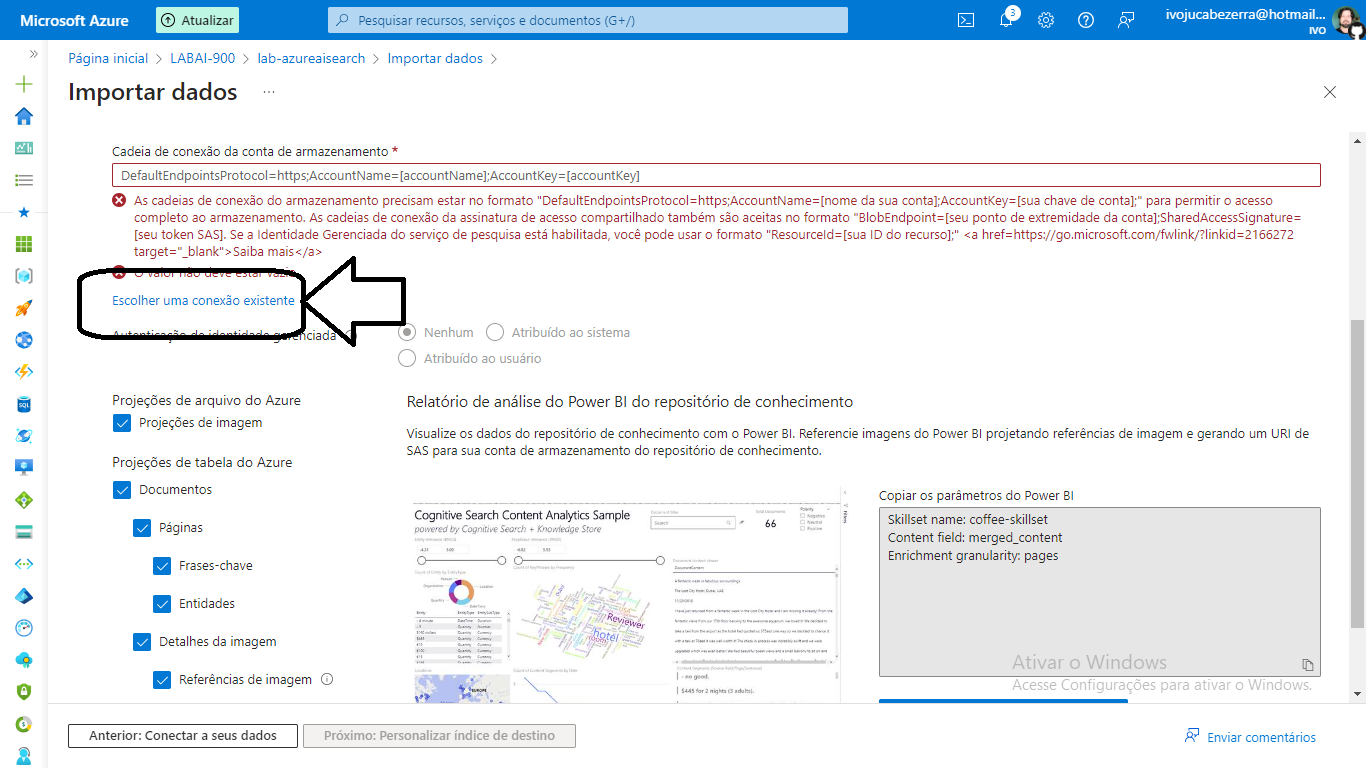 Microsoft Azure
Atualizar
Pesquisar recursos, serviços e documentos (G+/)
3
ivojucabezerra@hotmail...
IVO
Página inicial > LABAI-900 > lab-azureaisearch > Importar dados >
Importar dados ...
Cadeia de conexão da conta de armazenamento *
DefaultEndpointsProtocol=https;AccountName=[accountName];AccountKey=[accountKey]
As cadeias de conexão do armazenamento precisam estar no formato "DefaultEndpointsProtocol=https;AccountName=[nome da sua conta];AccountKey=[sua chave de conta];" para permitir o acesso
completo ao armazenamento. As cadeias de conexão da assinatura de acesso compartilhado também são aceitas no formato "BlobEndpoint=[seu ponto de extremidade da conta];SharedAccessSignature=
[seu token SAS]. Se a Identidade Gerenciada do serviço de pesquisa está habilitada, você pode usar o formato "ResourceId=[sua ID do recurso];" <a href=https://go.microsoft.com/fwlink/?linkid=2166272
target="_blank">Saiba mais</a>
O valor não deve estar vazio
Escolher uma conexão existente
Autenticação de identidade gerenciada
Nenhum
Atribuído ao sistema
Atribuído ao usuário
Projeções de arquivo do Azure
Projeções de imagem
Projeções de tabela do Azure
Documentos
Páginas
Frases-chave
Entidades
Detalhes da imagem
Referências de imagem
Relatório de análise do Power BI do repositório de conhecimento
Visualize os dados do repositório de conhecimento com o Power BI. Referencie imagens do Power BI projetando referências de imagem e gerando um URI de
SAS para sua conta de armazenamento do repositório de conhecimento.
Cognitive Search Content Analytics Sample
powered by Cognitive Search + Knowledge Store
Search
66
Polarity
Negative
Neutral
Positive
Reviewer
hotel
EUROPE
- no good.
$445 for 2 nights (3 adults).
Copiar os parâmetros do Power BI
Skillset name: coffee-skillset
Content field: merged_content
Enrichment granularity: pages
Ativar o Windows
Acesse Configurações para ativar o Windows.
Anterior: Conectar a seus dados
Próximo: Personalizar índice de destino
Enviar comentários